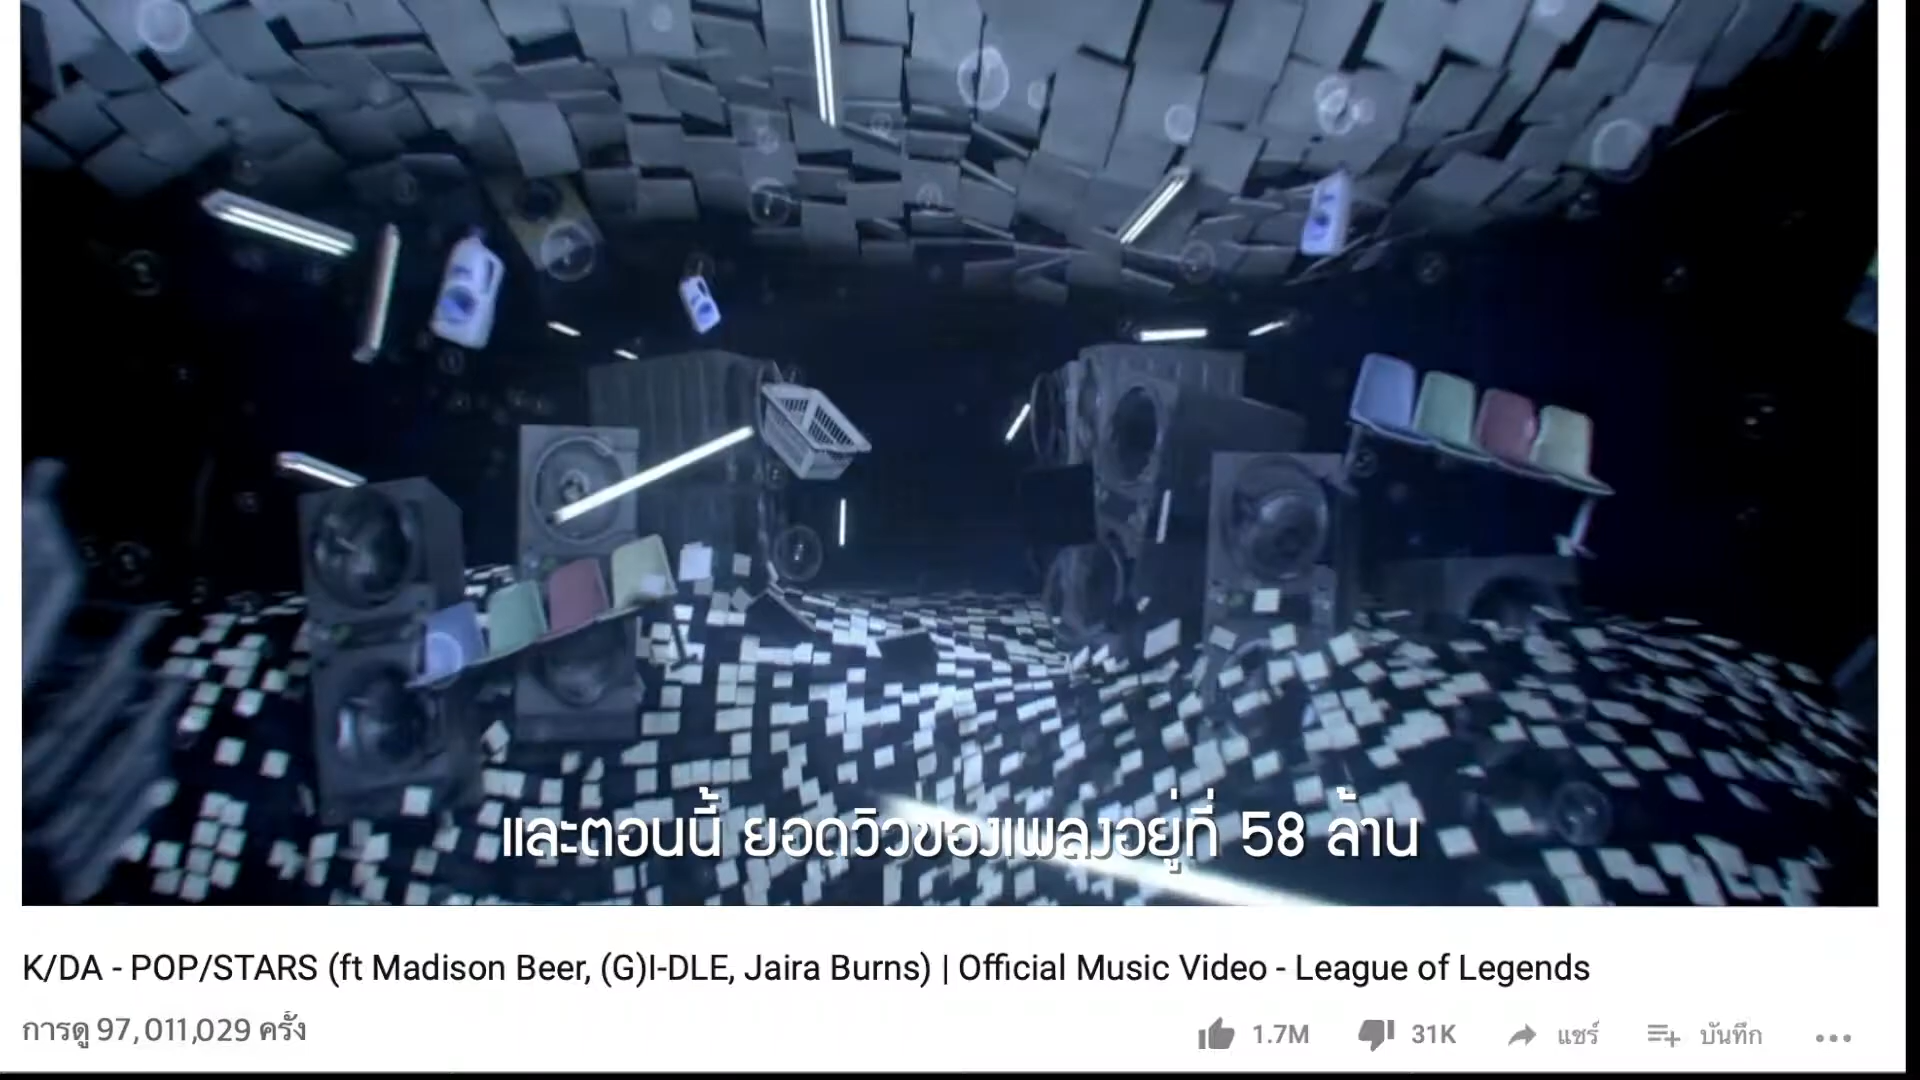 และตอนนี้ ยอดวิวของเพลงอยู่ที่ 58 ล้าน
K/DA - POP/STARS (ft Madison Beer, (G)I-DLE, Jaira Burns) | Official Music Video - League of Legends
การดู 97,011,029 ครั้ง
1.7M 31K แชร์ บันทึก